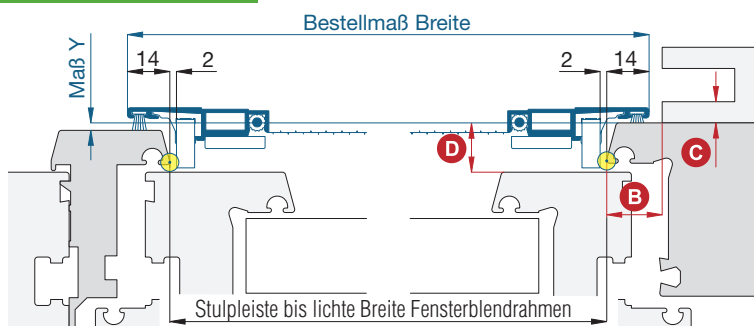 Bestellmaß Breite
Maß Y
14
2
2
14
D
C
B
Stulpleiste bis lichte Breite Fensterblendrahmen